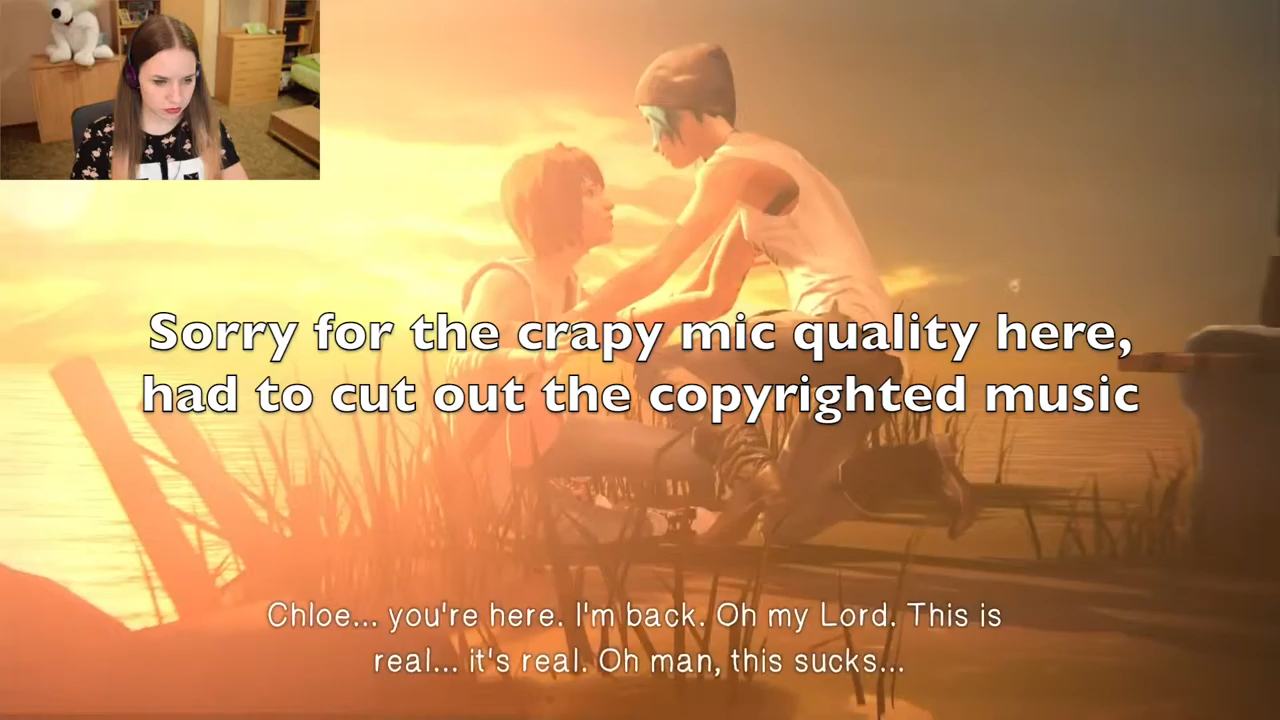 Sorry for the crapy mic quality here,
had to cut out the copyrighted music
Chloe... you're here. I'm back. Oh my Lord. This is
real... it's real. Oh man, this sucks...